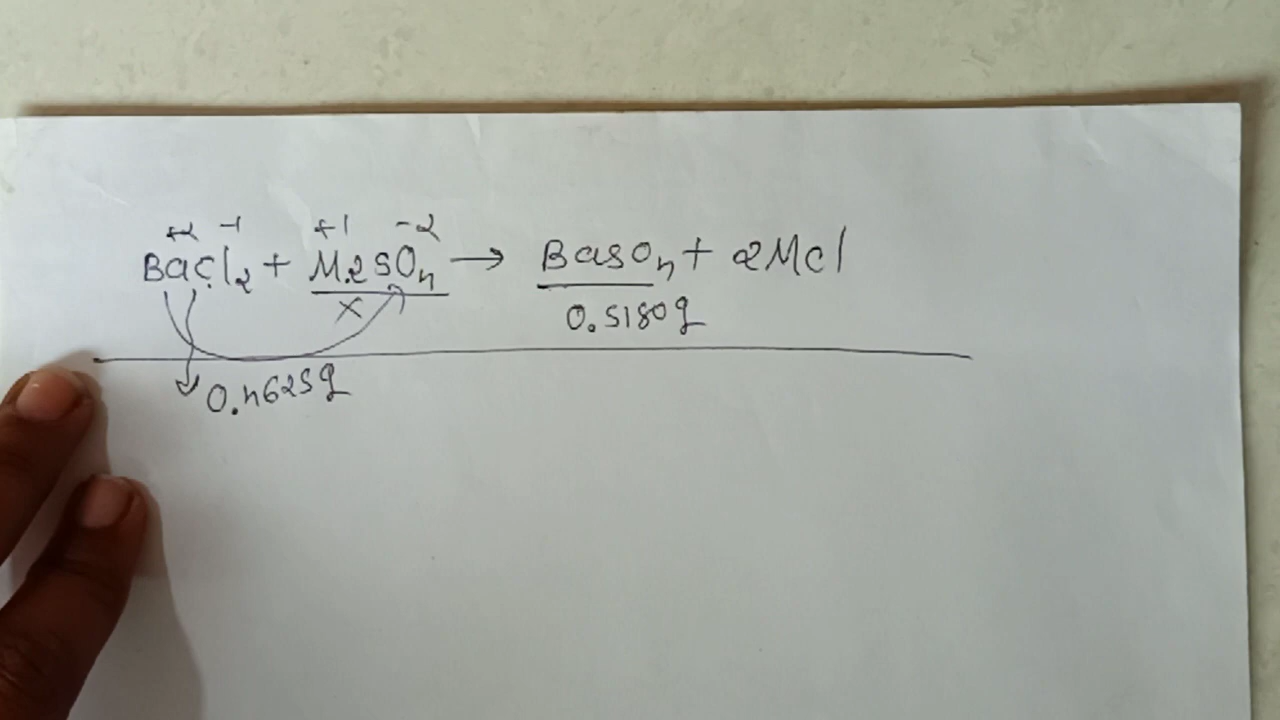 +2 -1 +1 -2
BaCl2 + M2SO4 → BaSO4 + 2MCl
x 0.5180g
0.4625g